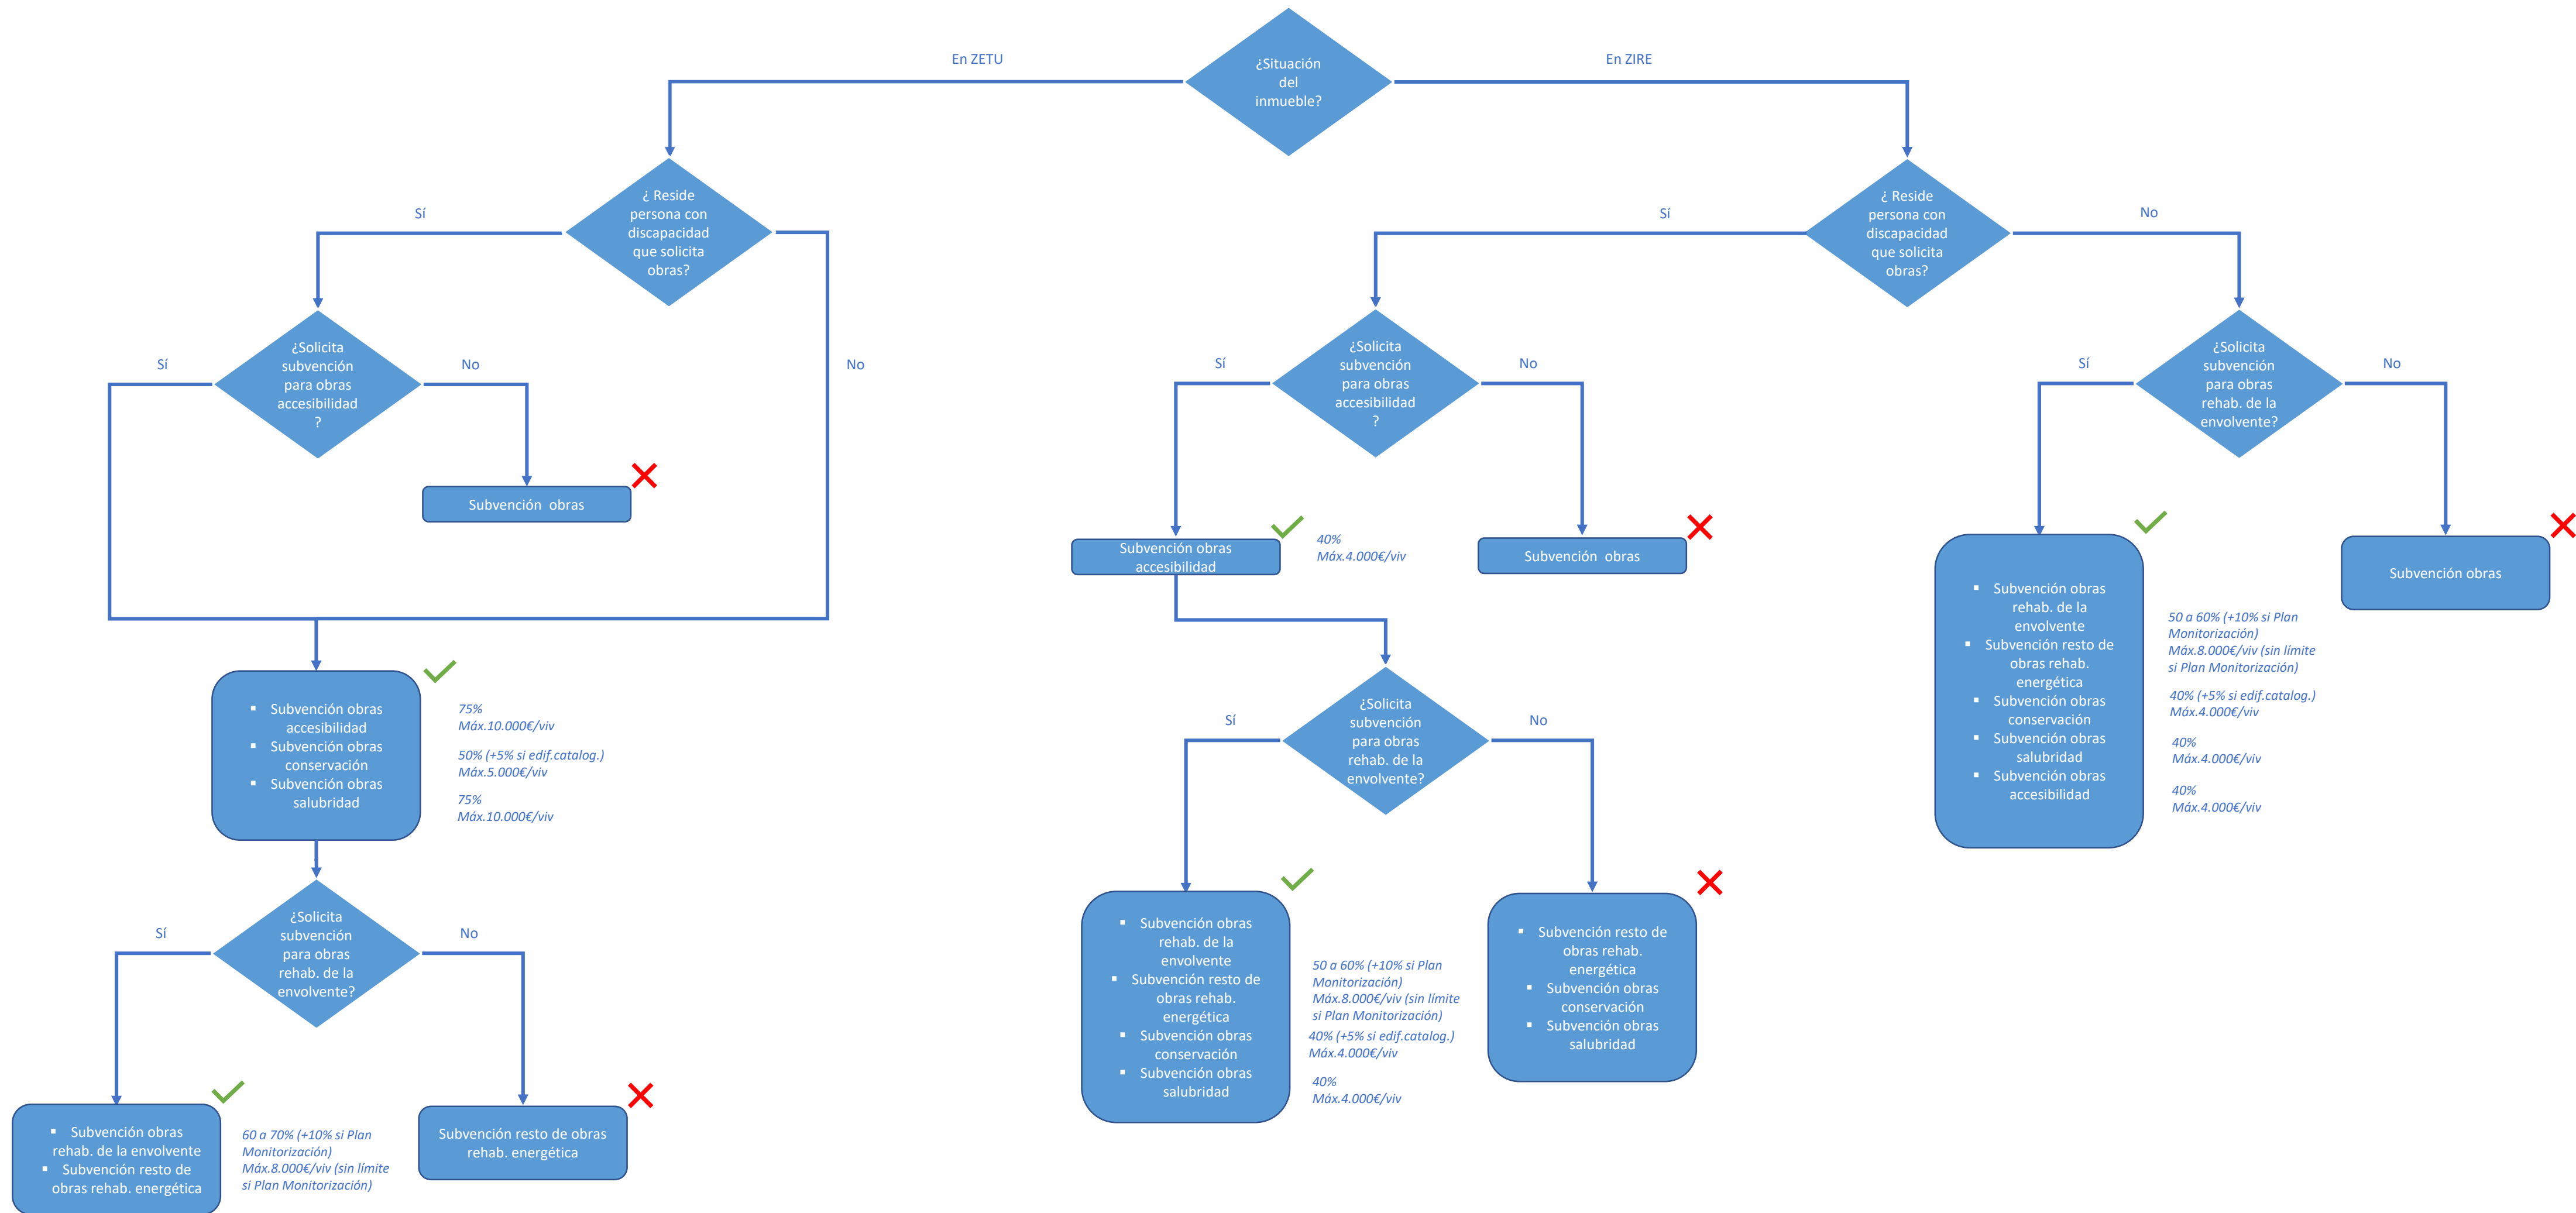 En ZETU
¿Situación
del
inmueble?
En ZIRE
Sí
¿ Reside
persona con
discapacidad
que solicita
obras?
Sí
¿ Reside
persona con
discapacidad
que solicita
obras?
No
Sí
¿Solicita
subvención
para obras
accesibilidad
?
No
No
Sí
¿Solicita
subvención
para obras
accesibilidad
?
No
Sí
¿Solicita
subvención
para obras
rehab. de la
envolvente?
No
Subvención obras
Subvención obras
accesibilidad
40%
Máx.4.000€/viv
Subvención obras
▪ Subvención obras
rehab. de la
envolvente
▪ Subvención resto de
obras rehab.
energética
▪ Subvención obras
conservación
▪ Subvención obras
salubridad
▪ Subvención obras
accesibilidad
50 a 60% (+10% si Plan
Monitorización)
Máx.8.000€/viv (sin límite
si Plan Monitorización)
40% (+5% si edif.catalog.)
Máx.4.000€/viv
40%
Máx.4.000€/viv
40%
Máx.4.000€/viv
Subvención obras
▪ Subvención obras
accesibilidad
▪ Subvención obras
conservación
▪ Subvención obras
salubridad
75%
Máx.10.000€/viv
50% (+5% si edif.catalog.)
Máx.5.000€/viv
75%
Máx.10.000€/viv
Sí
¿Solicita
subvención
para obras
rehab. de la
envolvente?
No
Sí
¿Solicita
subvención
para obras
rehab. de la
envolvente?
No
▪ Subvención obras
rehab. de la
envolvente
▪ Subvención resto de
obras rehab.
energética
▪ Subvención obras
conservación
▪ Subvención obras
salubridad
50 a 60% (+10% si Plan
Monitorización)
Máx.8.000€/viv (sin límite
si Plan Monitorización)
40% (+5% si edif.catalog.)
Máx.4.000€/viv
40%
Máx.4.000€/viv
▪ Subvención resto de
obras rehab.
energética
▪ Subvención obras
conservación
▪ Subvención obras
salubridad
▪ Subvención obras
rehab. de la envolvente
▪ Subvención resto de
obras rehab. energética
60 a 70% (+10% si Plan
Monitorización)
Máx.8.000€/viv (sin límite
si Plan Monitorización)
Subvención resto de obras
rehab. energética